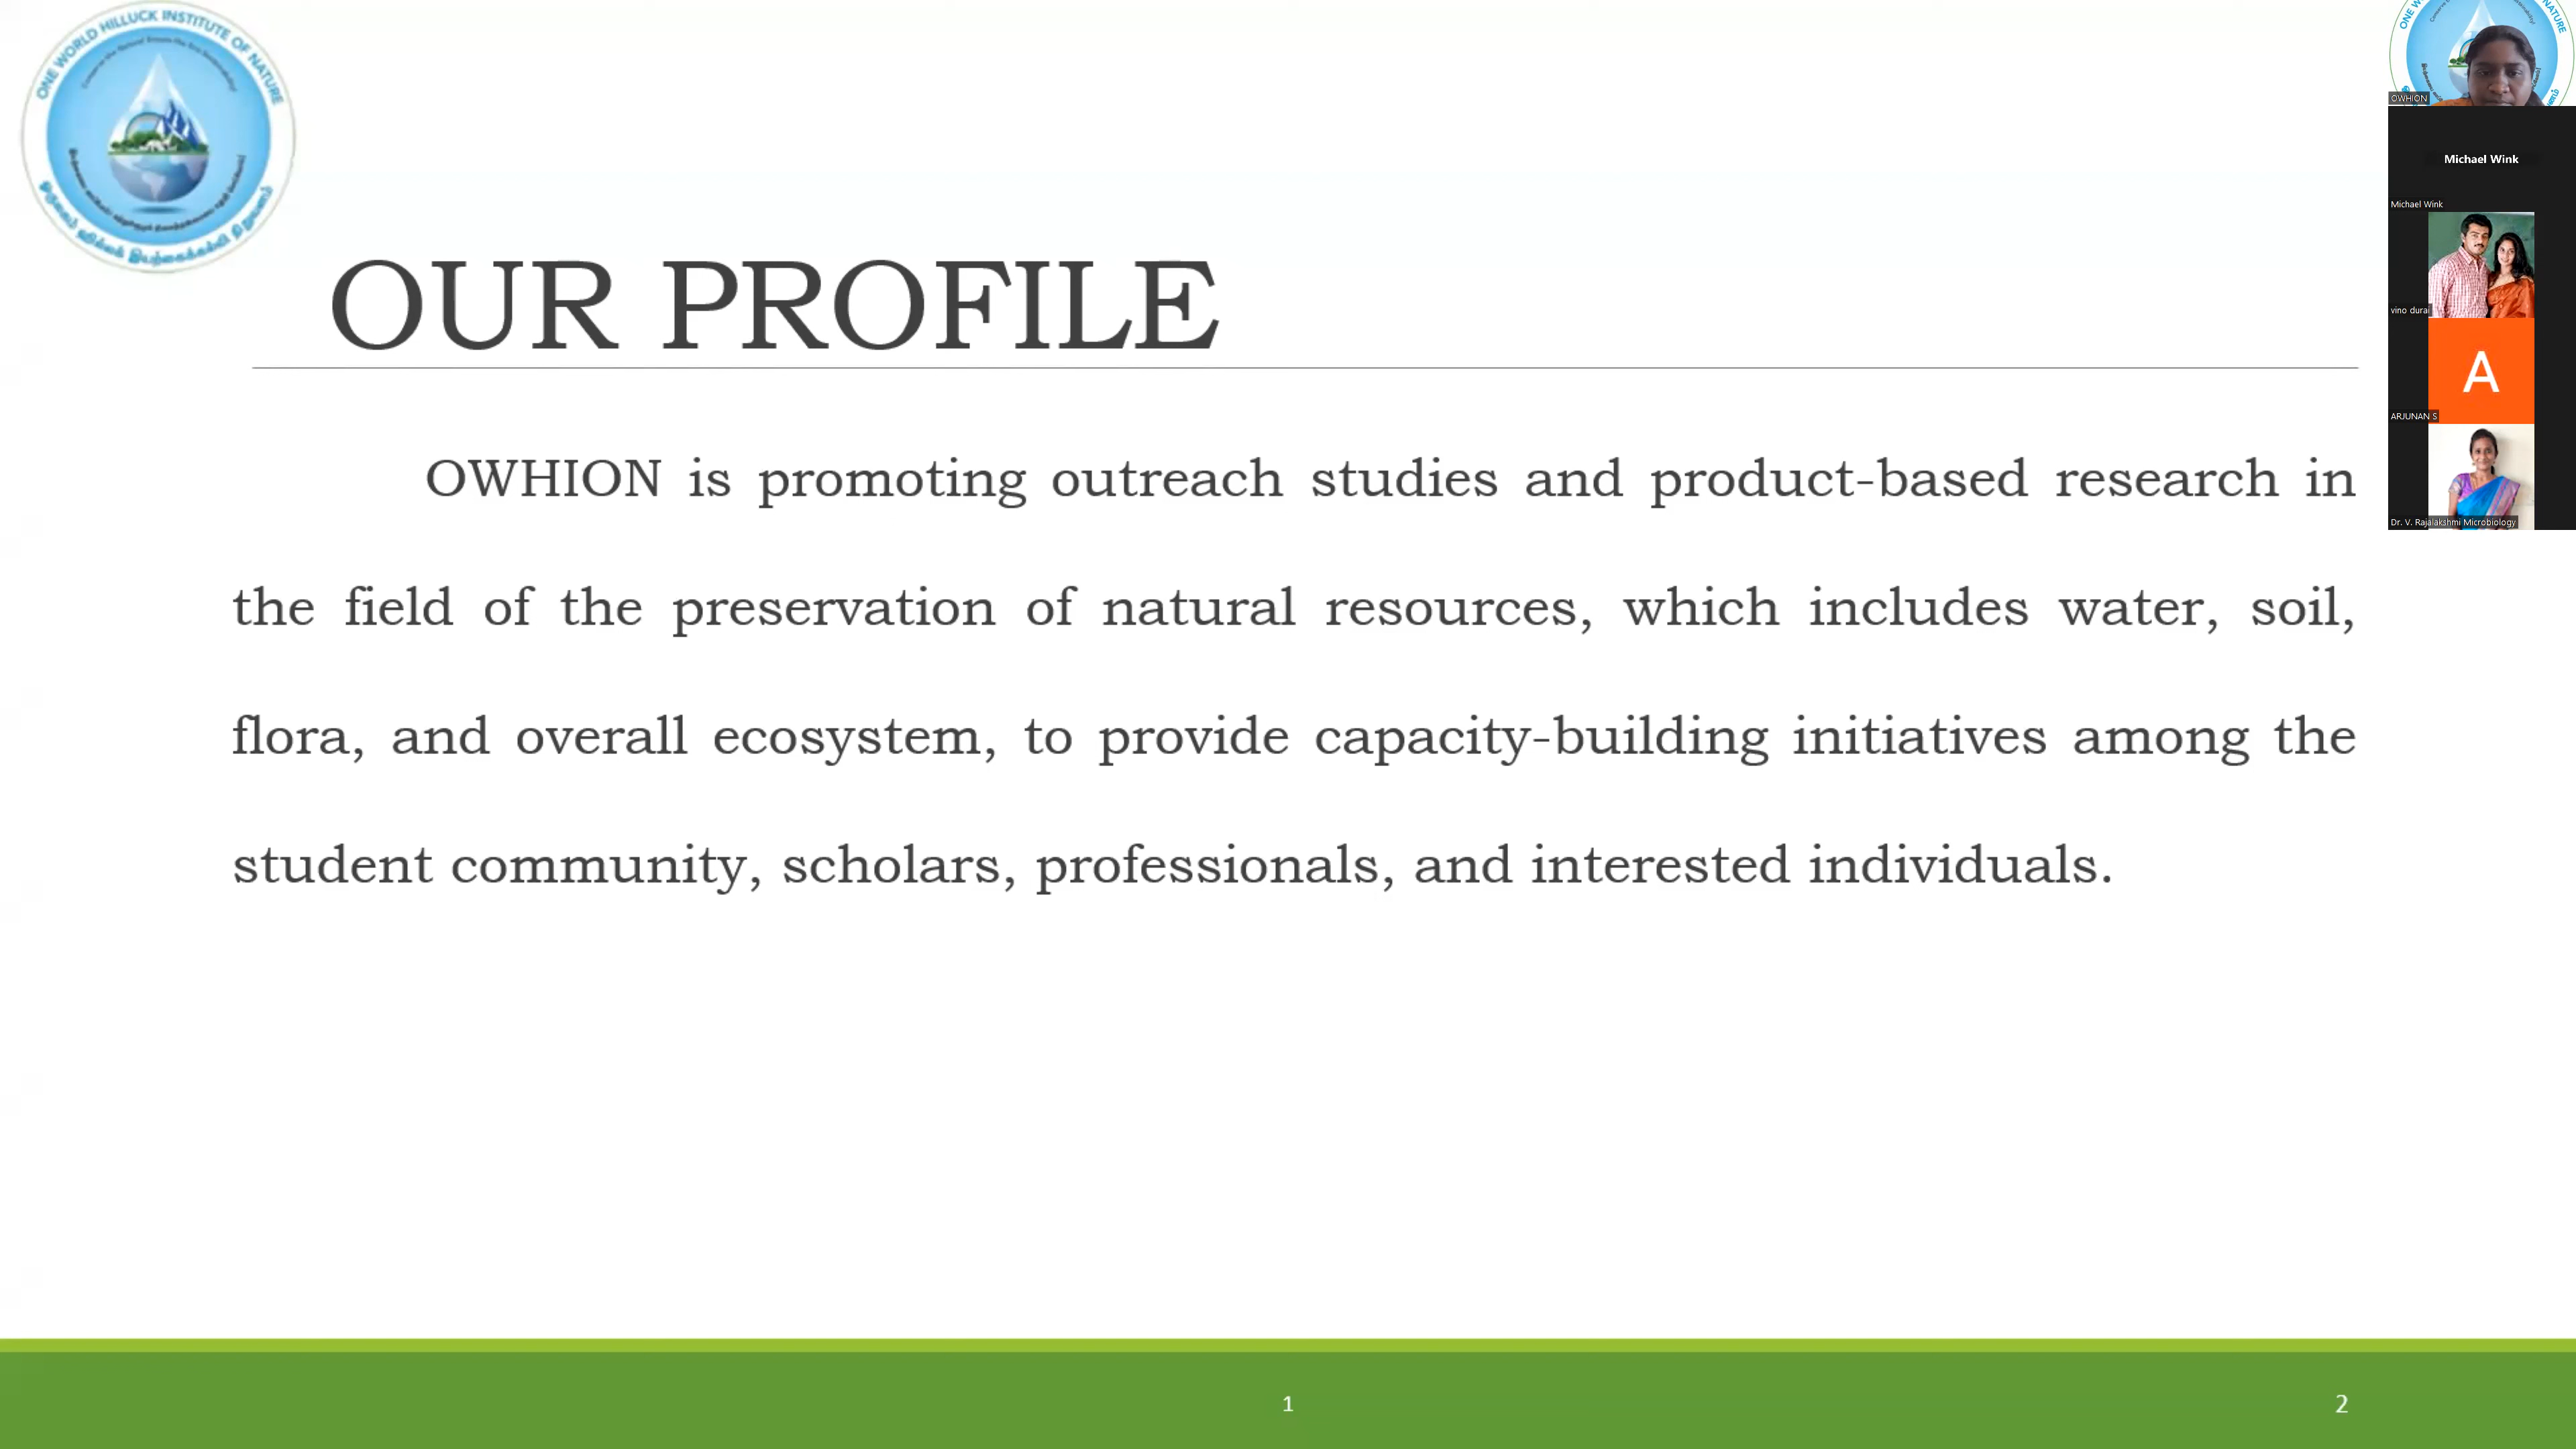 ONE WORLD HILLUCK INSTITUTE OF NATURE
OUR PROFILE
OWHION is promoting outreach studies and product-based research in
the field of the preservation of natural resources, which includes water, soil,
flora, and overall ecosystem, to provide capacity-building initiatives among the
student community, scholars, professionals, and interested individuals.
1
2
OWHION
Michael Wink
Michael Wink
vino durai
ARJUNAN S
A
Dr. V. Rajalakshmi Microbiology